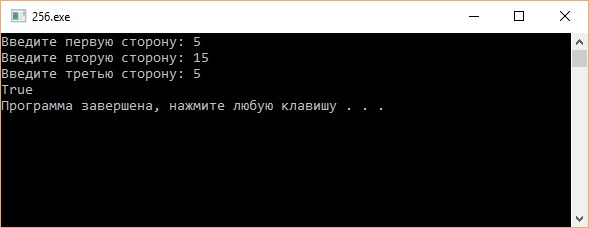 256.exe
Введите первую сторону: 5
Введите вторую сторону: 15
Введите третью сторону: 5
True
Программа завершена, нажмите любую клавишу . . .